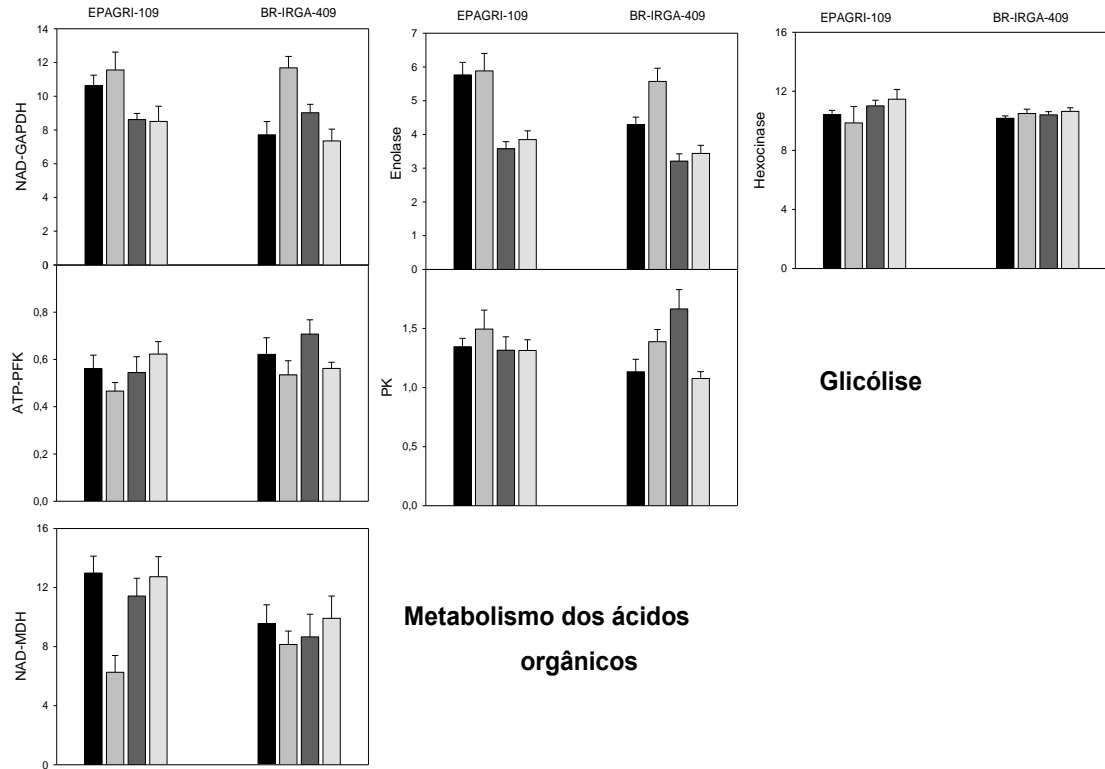 EPAGRI-109 BR-IRGA-409
14
12
10
8
6
4
2
0
NAD-GAPDH
EPAGRI-109 BR-IRGA-409
7
6
5
4
3
2
1
0
Enolase
EPAGRI-109 BR-IRGA-409
16
12
8
4
0
Hexocinase
0,8
0,6
0,4
0,2
0,0
ATP-PFK
1,5
1,0
0,5
0,0
PK
Glicólise
16
12
8
4
0
NAD-MDH
Metabolismo dos ácidos
orgânicos